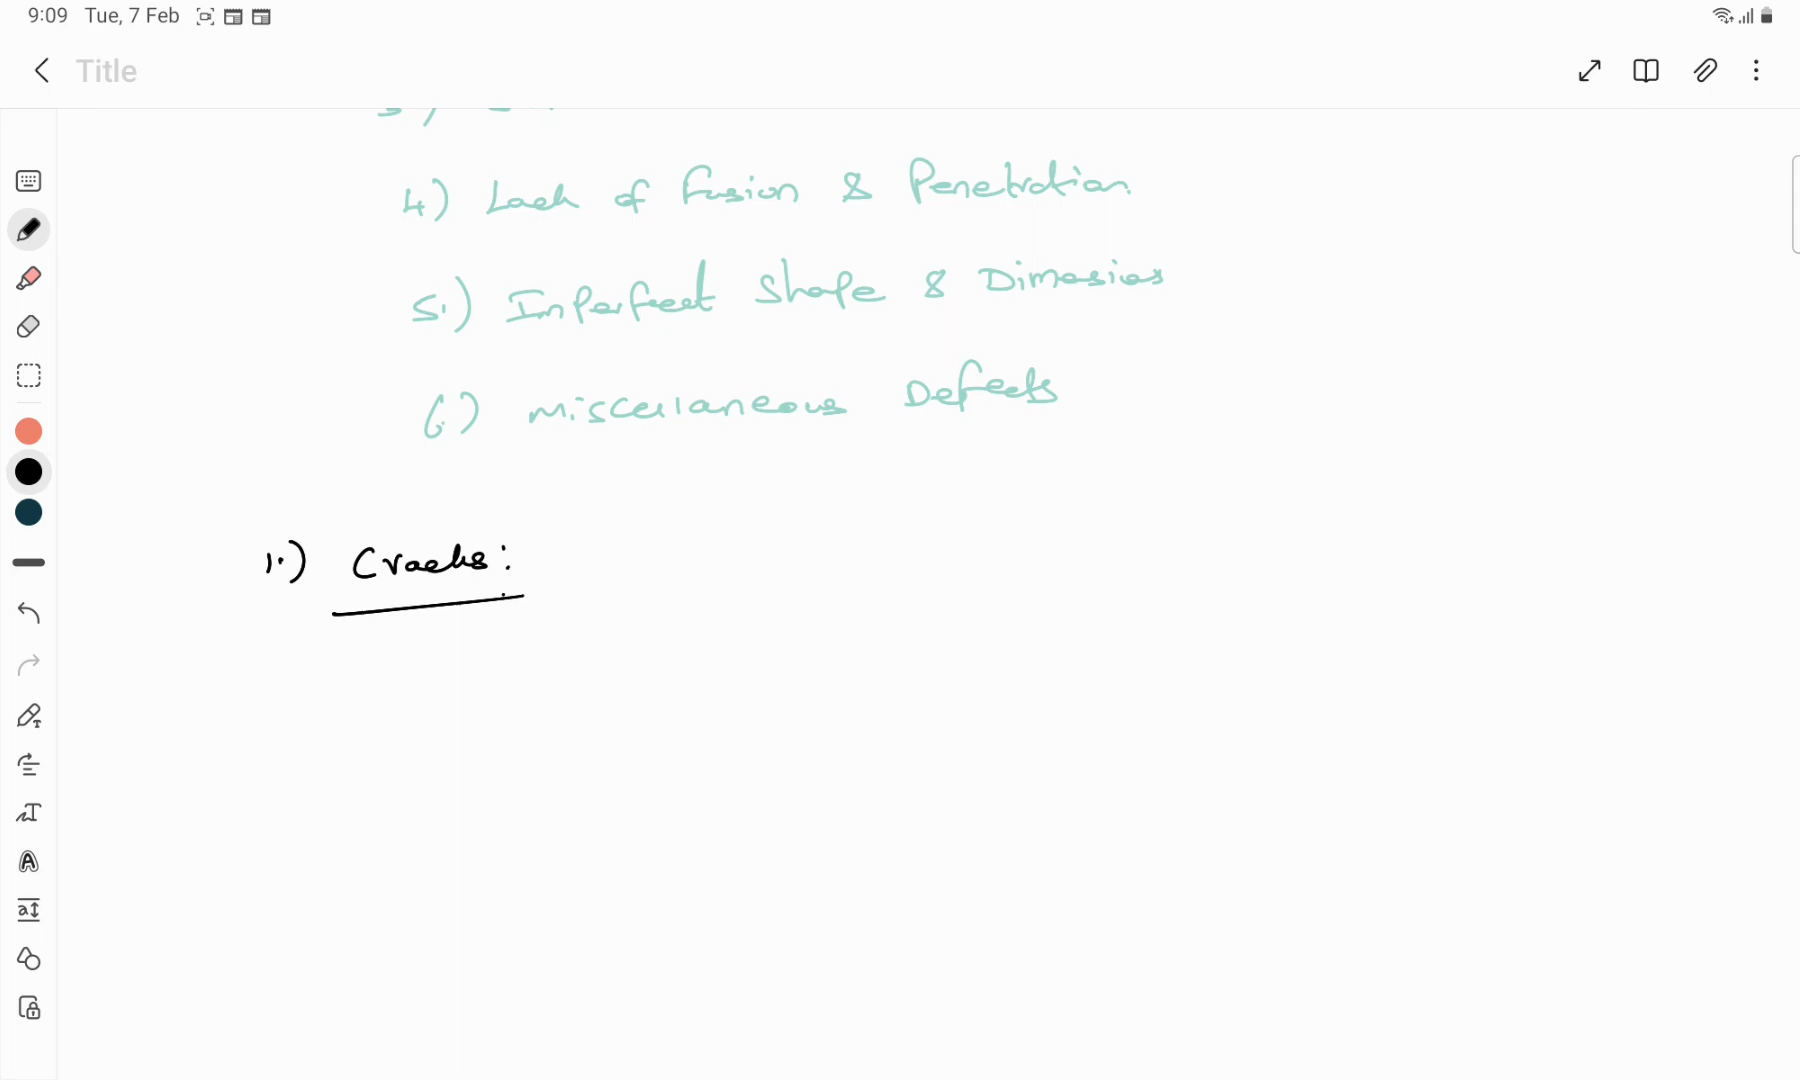 9:09 Tue, 7 Feb
Title
4.) Lack of Fusion & Penetration.
5.) Imperfect Shape & Dimesios
6.) Miscellaneous Defects
1.) Cracks: